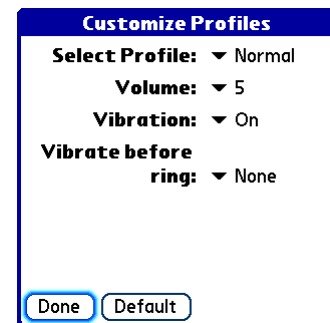 Customize Profiles
Select Profile: Normal
Volume: 5
Vibration: On
Vibrate before
ring: None
Done Default